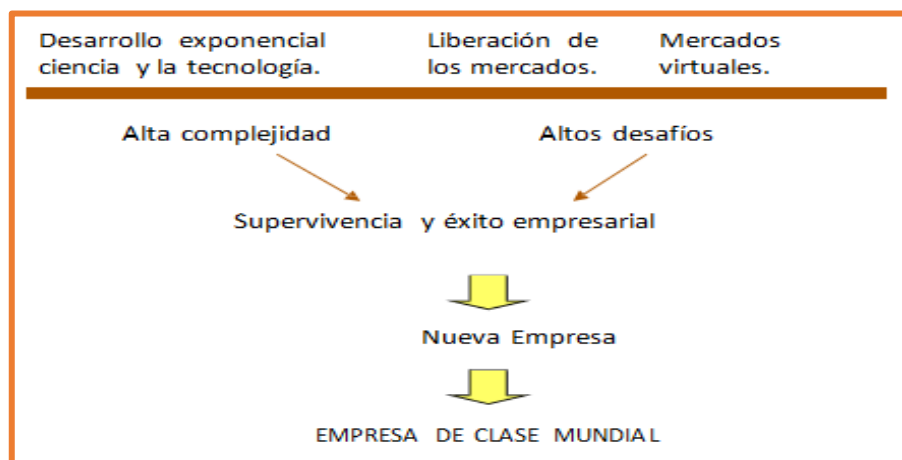 Desarrollo exponencial
ciencia y la tecnología.
Liberación de
los mercados.
Mercados
virtuales.
Alta complejidad
Altos desafíos
Supervivencia y éxito empresarial
Nueva Empresa
EMPRESA DE CLASE MUNDIAL